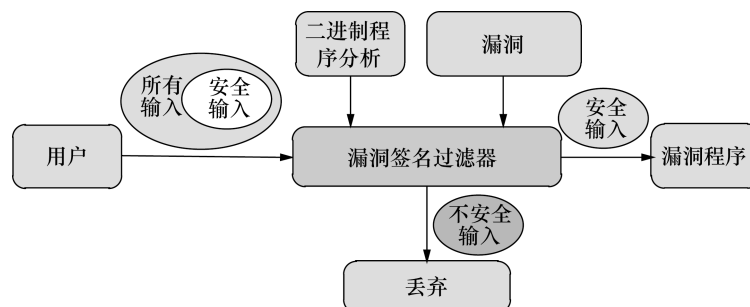 二进制程
序分析
漏洞
所有
输入
安全
输入
安全
输入
用户
漏洞签名过滤器
漏洞程序
不安全
输入
丢弃